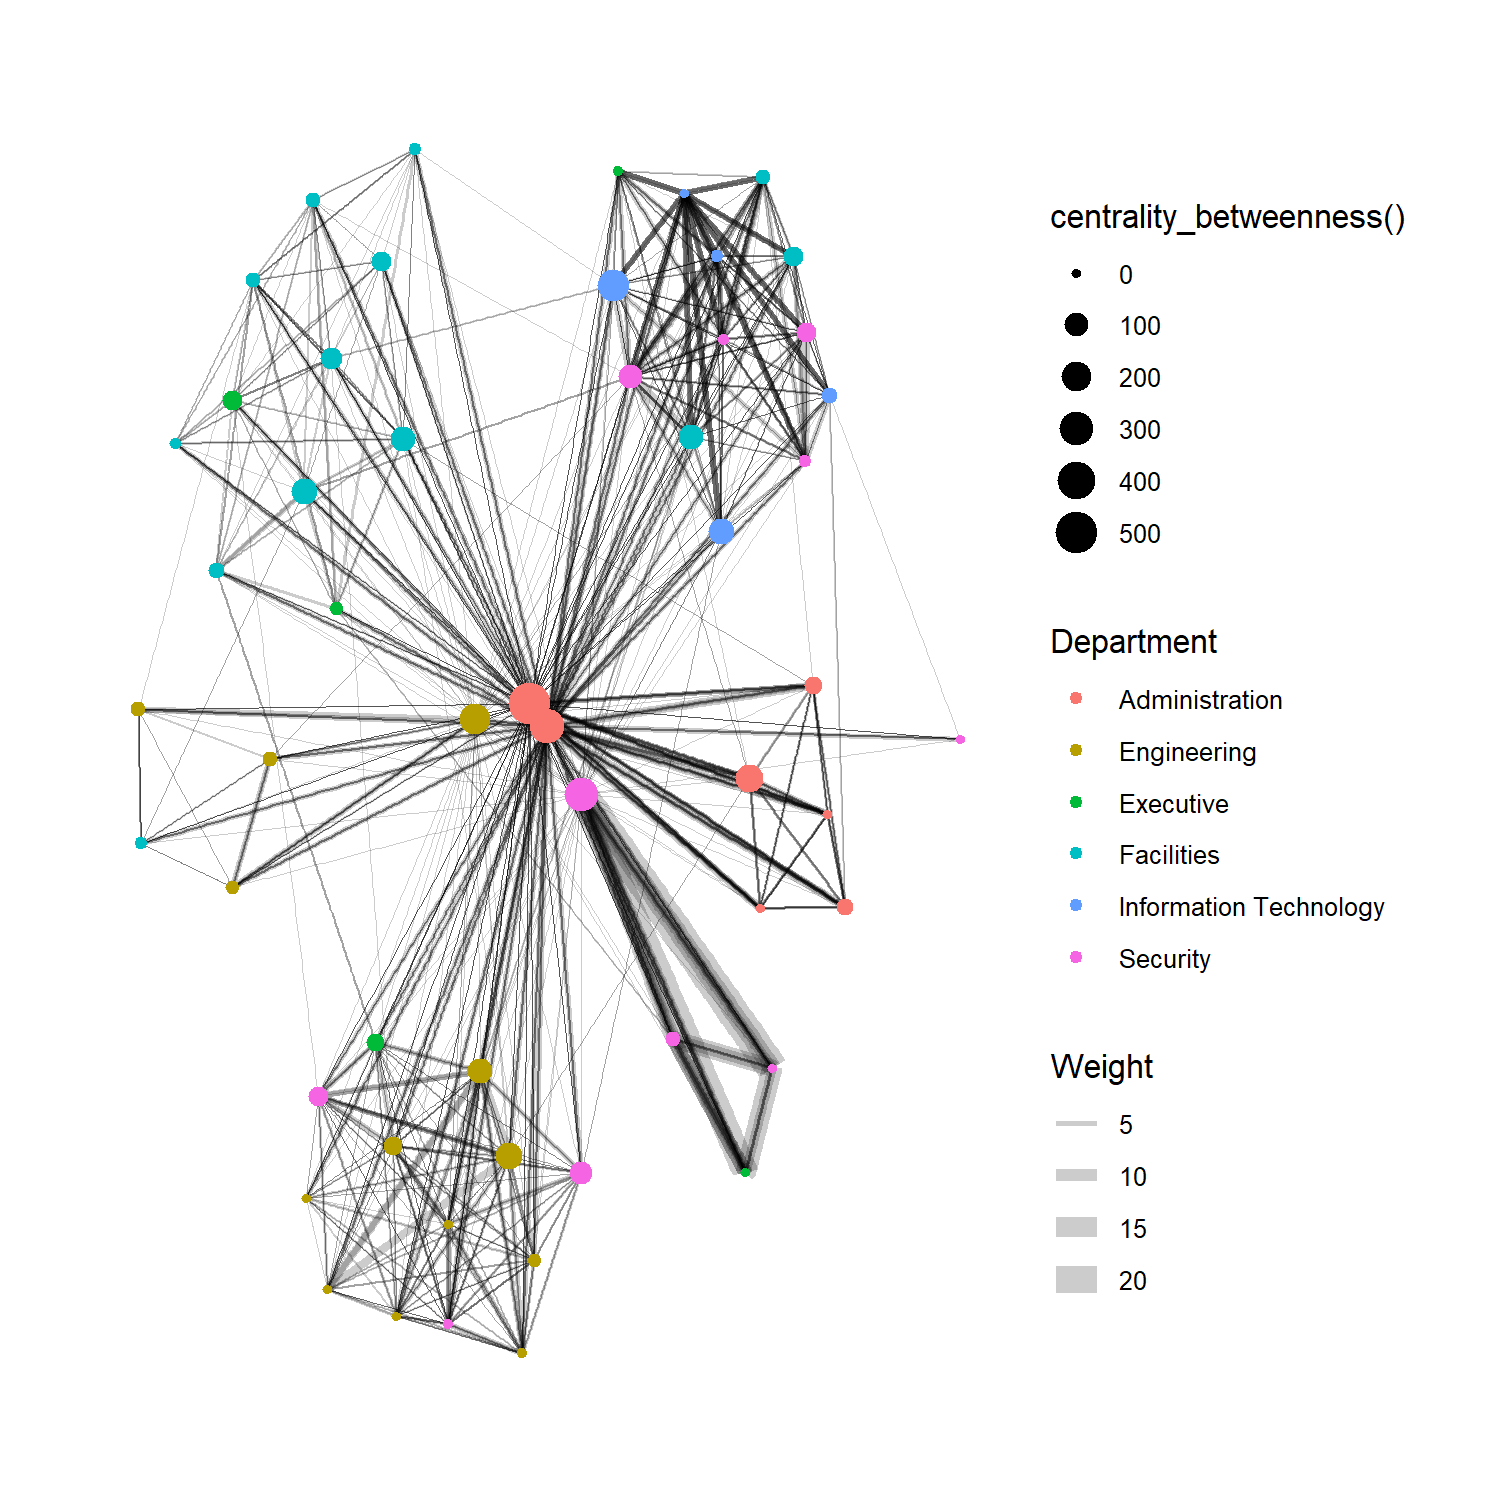 centrality_betweenness()
0
100
200
300
400
500
Department
Administration
Engineering
Executive
Facilities
Information Technology
Security
Weight
5
10
15
20